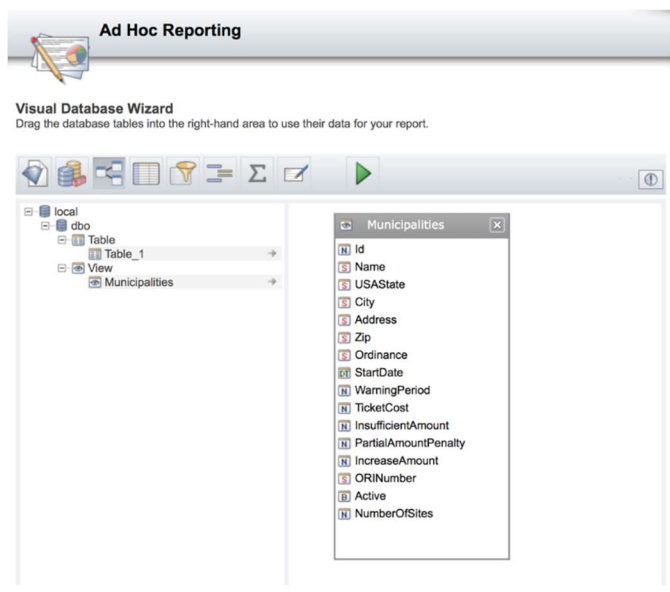 Ad Hoc Reporting
Visual Database Wizard
Drag the database tables into the right-hand area to use their data for your report.
local
dbo
Table
Table_1
View
Municipalities
Municipalities
N Id
S Name
S USAState
S City
S Address
S Zip
S Ordinance
DT StartDate
N WarningPeriod
N TicketCost
N InsufficientAmount
N PartialAmountPenalty
N IncreaseAmount
S ORINumber
B Active
N NumberOfSites